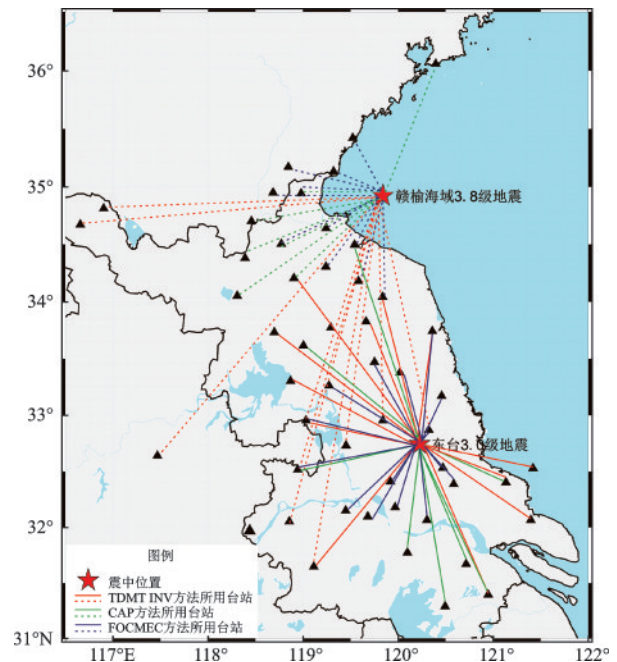 36°
35°
34°
33°
32°
31°N
117°E
118°
119°
120°
121°
122°
赣榆海域3.8级地震
东台3.0级地震
图例
震中位置
TDMT INV方法所用台站
CAP方法所用台站
FOCMEC方法所用台站